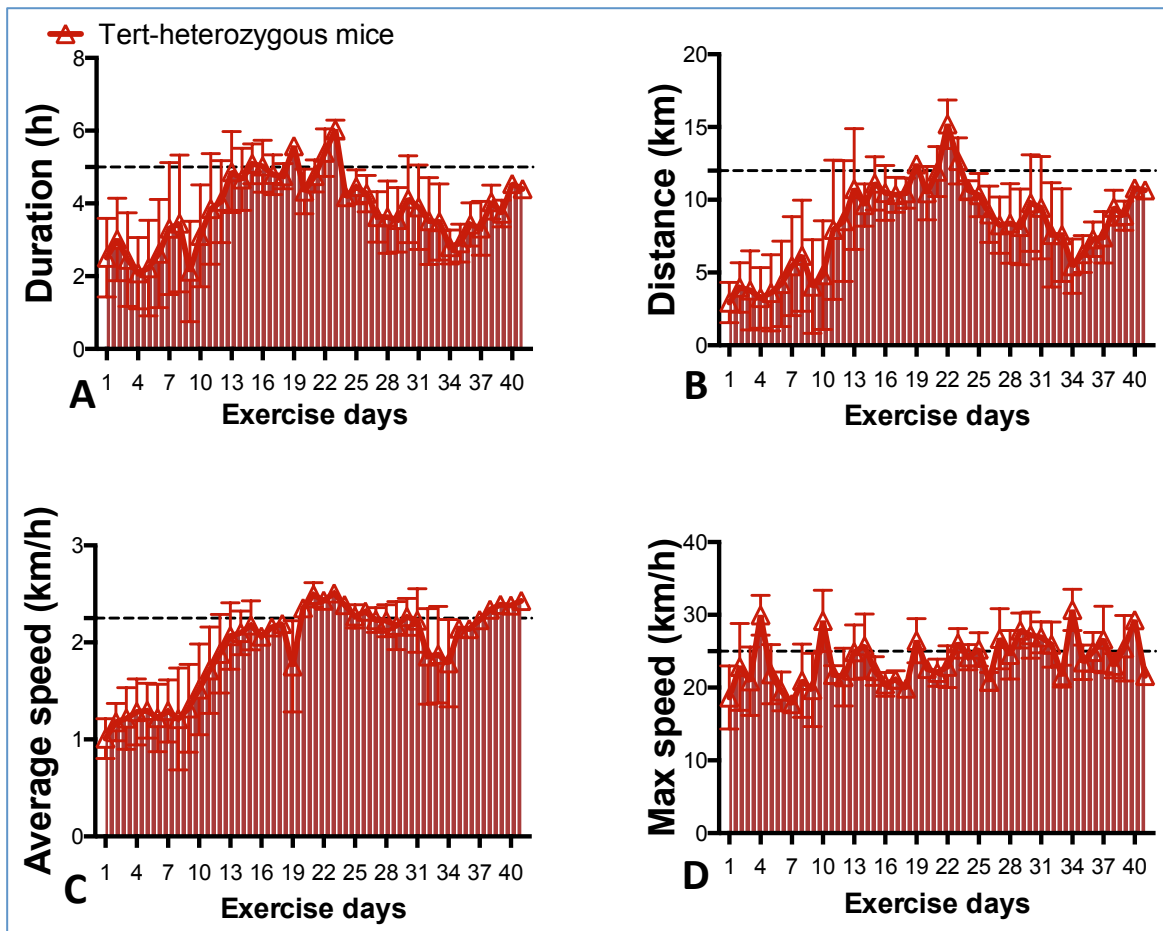 Tert-heterozygous mice
Duration (h)
8
6
4
2
0
1 4 7 10 13 16 19 22 25 28 31 34 37 40
A
Exercise days
Distance (km)
20
15
10
5
0
1 4 7 10 13 16 19 22 25 28 31 34 37 40
B
Exercise days
Average speed (km/h)
3
2
1
0
1 4 7 10 13 16 19 22 25 28 31 34 37 40
C
Exercise days
Max speed (km/h)
40
30
20
10
0
1 4 7 10 13 16 19 22 25 28 31 34 37 40
D
Exercise days